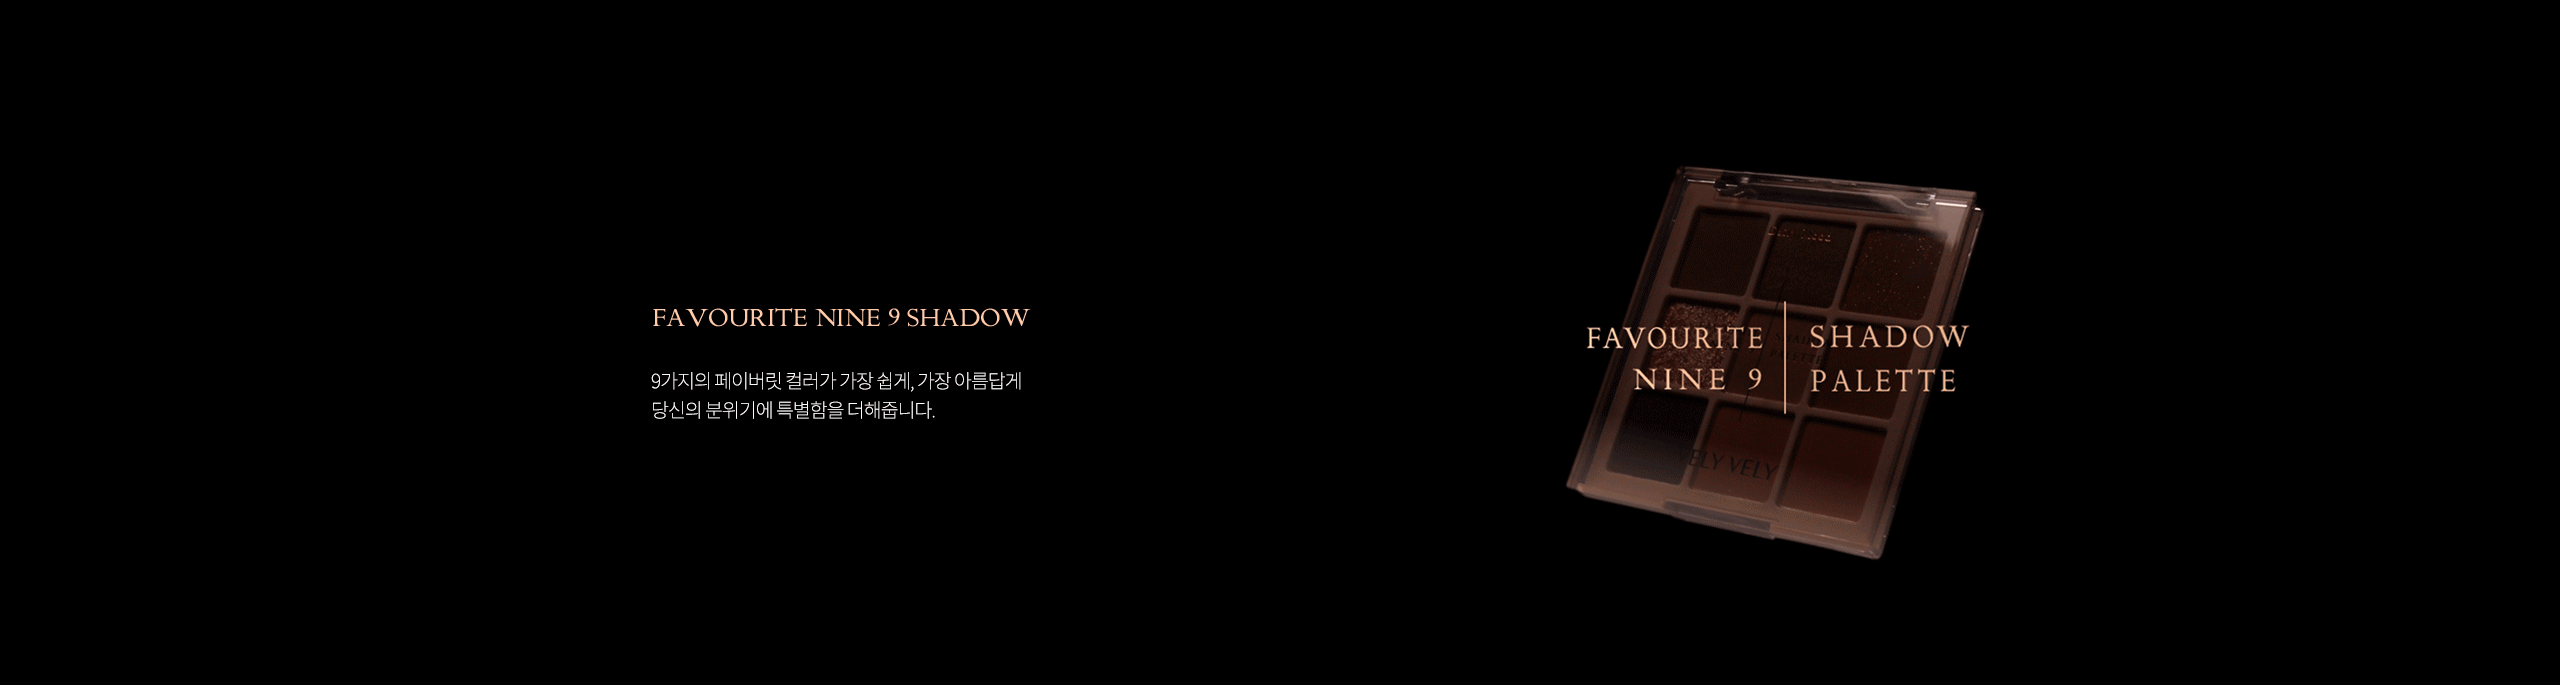 FAVOURITE NINE 9 SHADOW
9가지의 페이버릿 컬러가 가장 쉽게, 가장 아름답게
당신의 분위기에 특별함을 더해줍니다.
FAVOURITE
NINE 9
SHADOW
PALETTE
VELY VELY